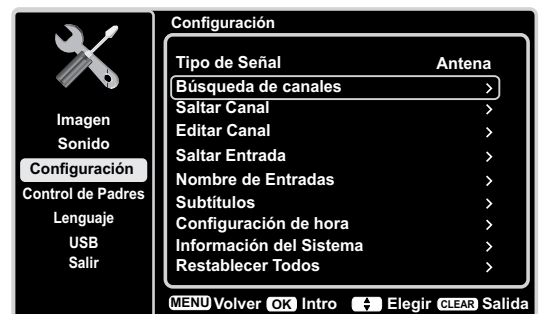 Configuración
Tipo de Señal Antena
Búsqueda de canales >
Saltar Canal >
Editar Canal >
Saltar Entrada >
Nombre de Entradas >
Subtítulos >
Configuración de hora >
Información del Sistema >
Restablecer Todos >
Imagen
Sonido
Configuración
Control de Padres
Lenguaje
USB
Salir
MENU Volver OK Intro Elegir CLEAR Salida